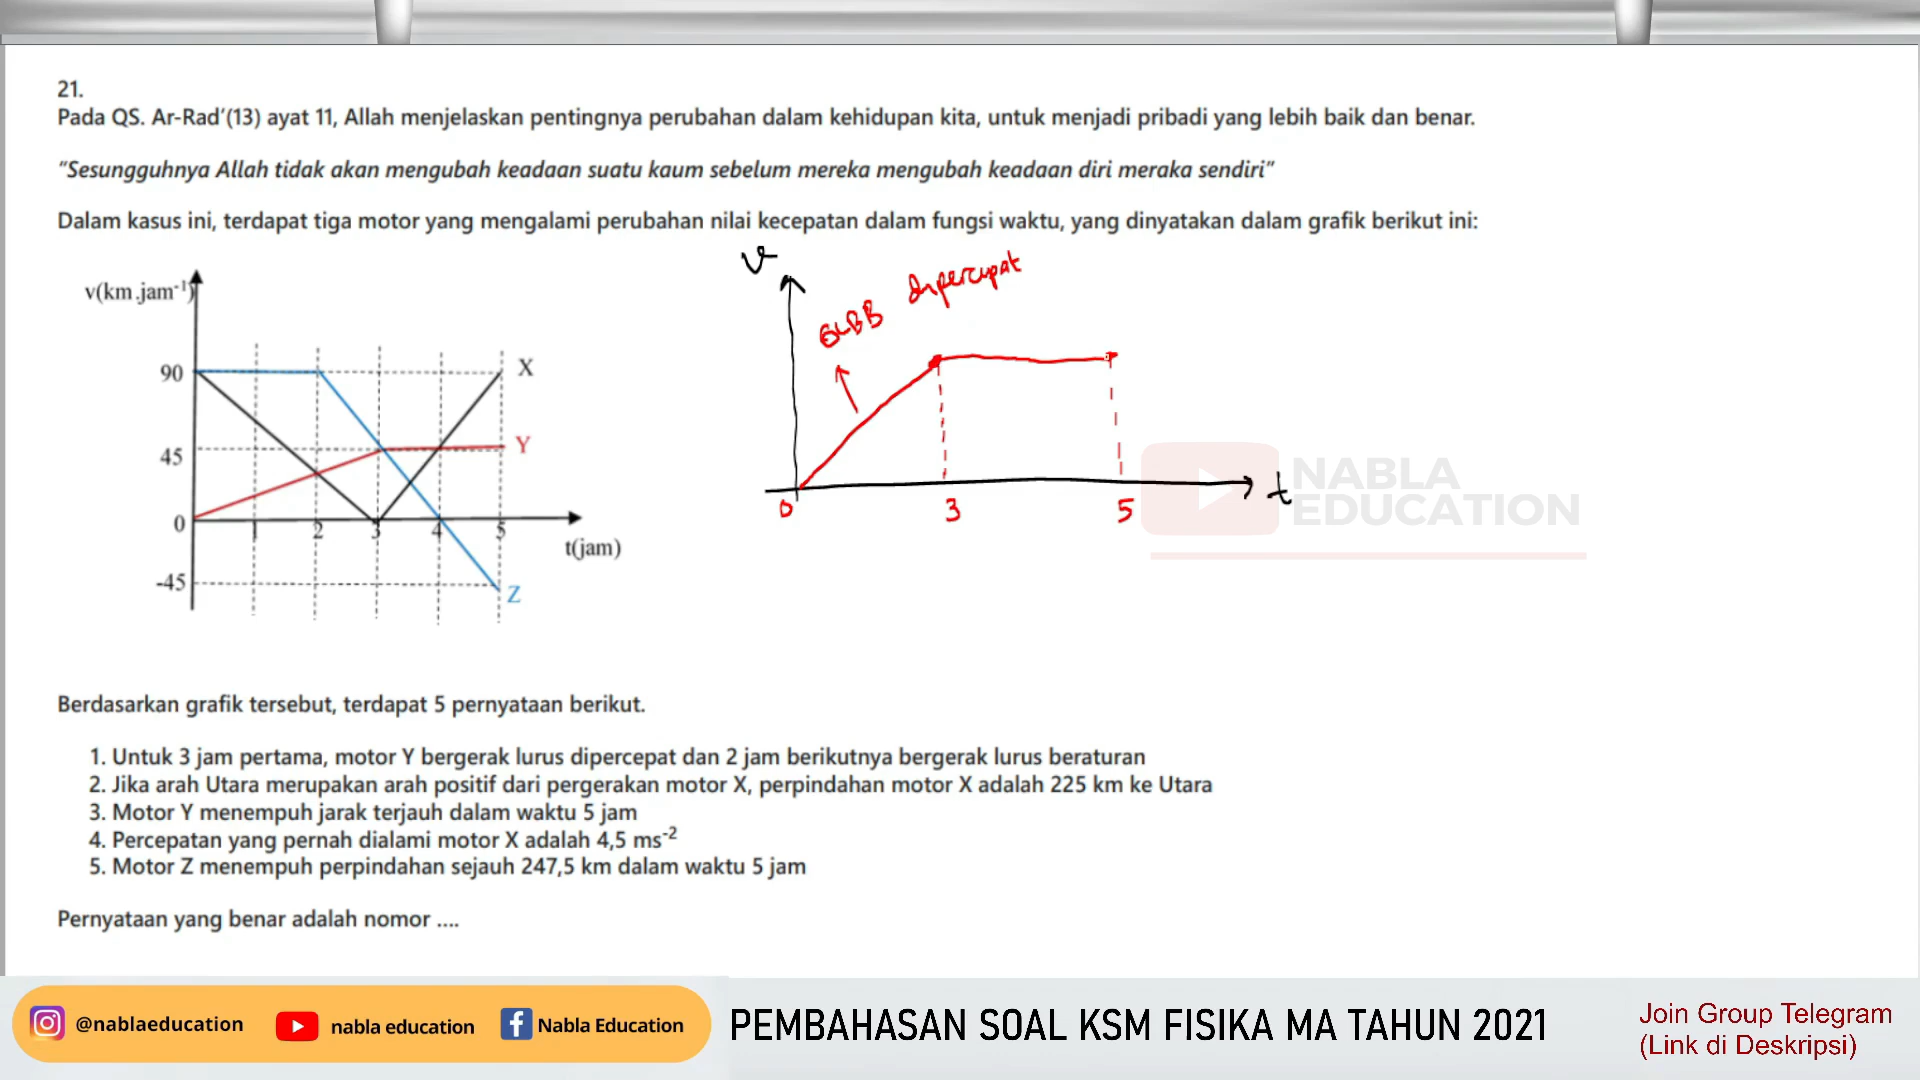 21.
Pada QS. Ar-Rad'(13) ayat 11, Allah menjelaskan pentingnya perubahan dalam kehidupan kita, untuk menjadi pribadi yang lebih baik dan benar.
"Sesungguhnya Allah tidak akan mengubah keadaan suatu kaum sebelum mereka mengubah keadaan diri meraka sendiri"
Dalam kasus ini, terdapat tiga motor yang mengalami perubahan nilai kecepatan dalam fungsi waktu, yang dinyatakan dalam grafik berikut ini:
v(km.jam⁻¹)
90
45
0
-45
1 2 3 4 5
t(jam)
X
Y
Z
v
GLBB dipercepat
0 3 5
t
NABLA
EDUCATION
Berdasarkan grafik tersebut, terdapat 5 pernyataan berikut.
1. Untuk 3 jam pertama, motor Y bergerak lurus dipercepat dan 2 jam berikutnya bergerak lurus beraturan
2. Jika arah Utara merupakan arah positif dari pergerakan motor X, perpindahan motor X adalah 225 km ke Utara
3. Motor Y menempuh jarak terjauh dalam waktu 5 jam
4. Percepatan yang pernah dialami motor X adalah 4,5 ms⁻²
5. Motor Z menempuh perpindahan sejauh 247,5 km dalam waktu 5 jam
Pernyataan yang benar adalah nomor ....
@nablaeducation
nabla education
Nabla Education
PEMBAHASAN SOAL KSM FISIKA MA TAHUN 2021
Join Group Telegram
(Link di Deskripsi)